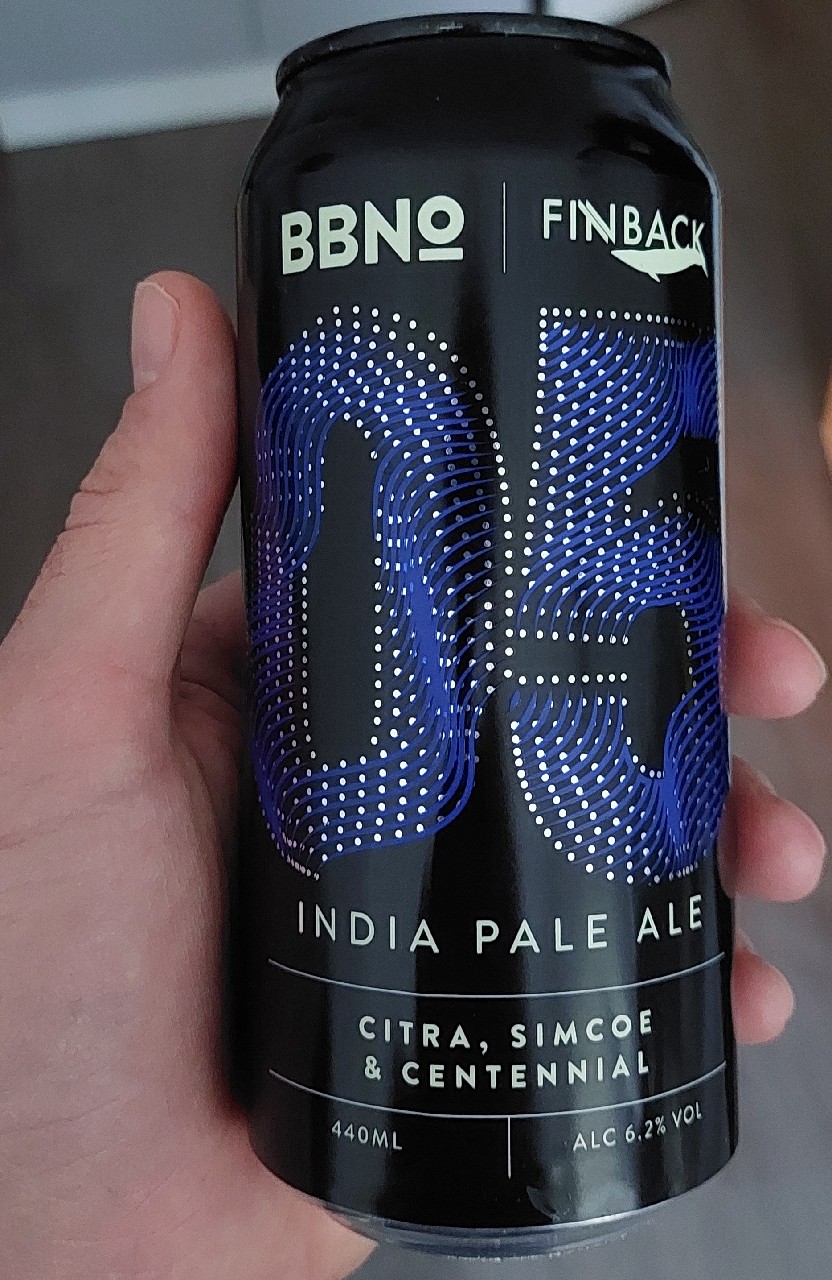 BBNo
FINBACK
05
INDIA PALE ALE
CITRA, SIMCOE
& CENTENNIAL
440ML
ALC 6.2% VOL